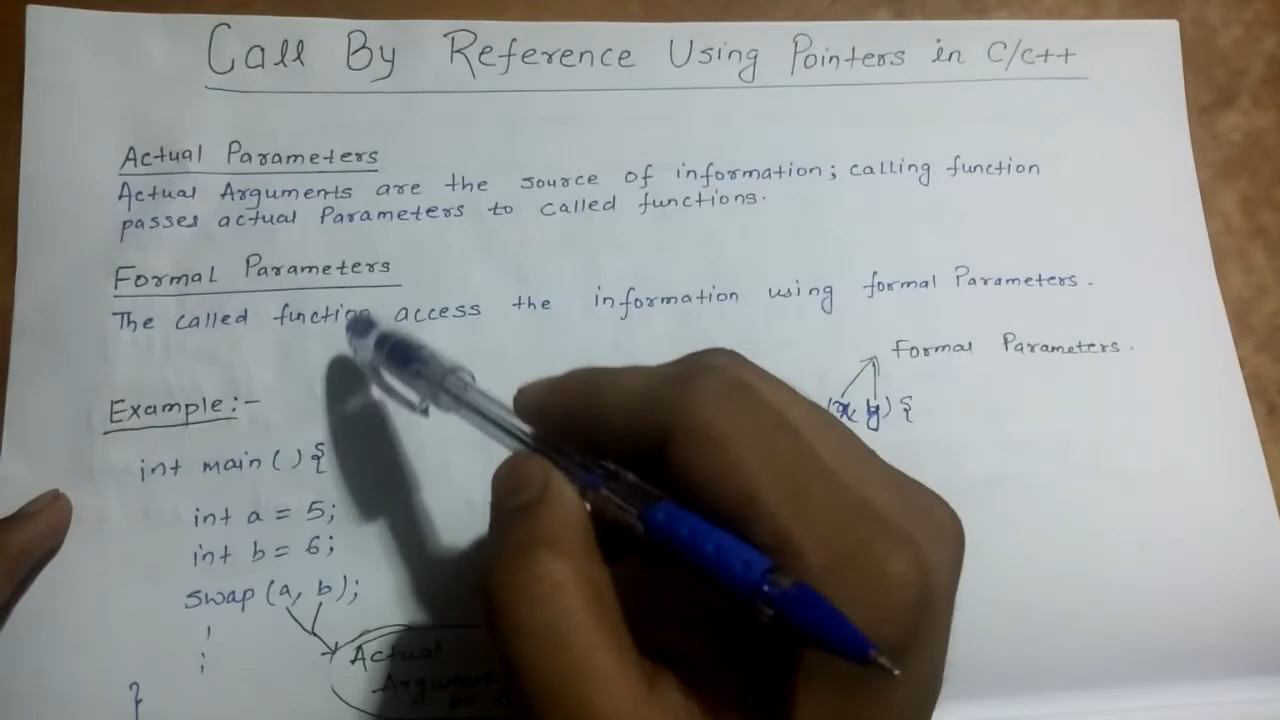 Call By Reference Using Pointers in C/C++
Actual Parameters
Actual Arguments are the source of information; calling function
passes actual Parameters to called functions.
Formal Parameters
The called function access the information using formal Parameters.
Formal Parameters.
(x, y) {
Example:-
int main() {
int a = 5;
int b = 6;
swap (a, b);
Actual
}